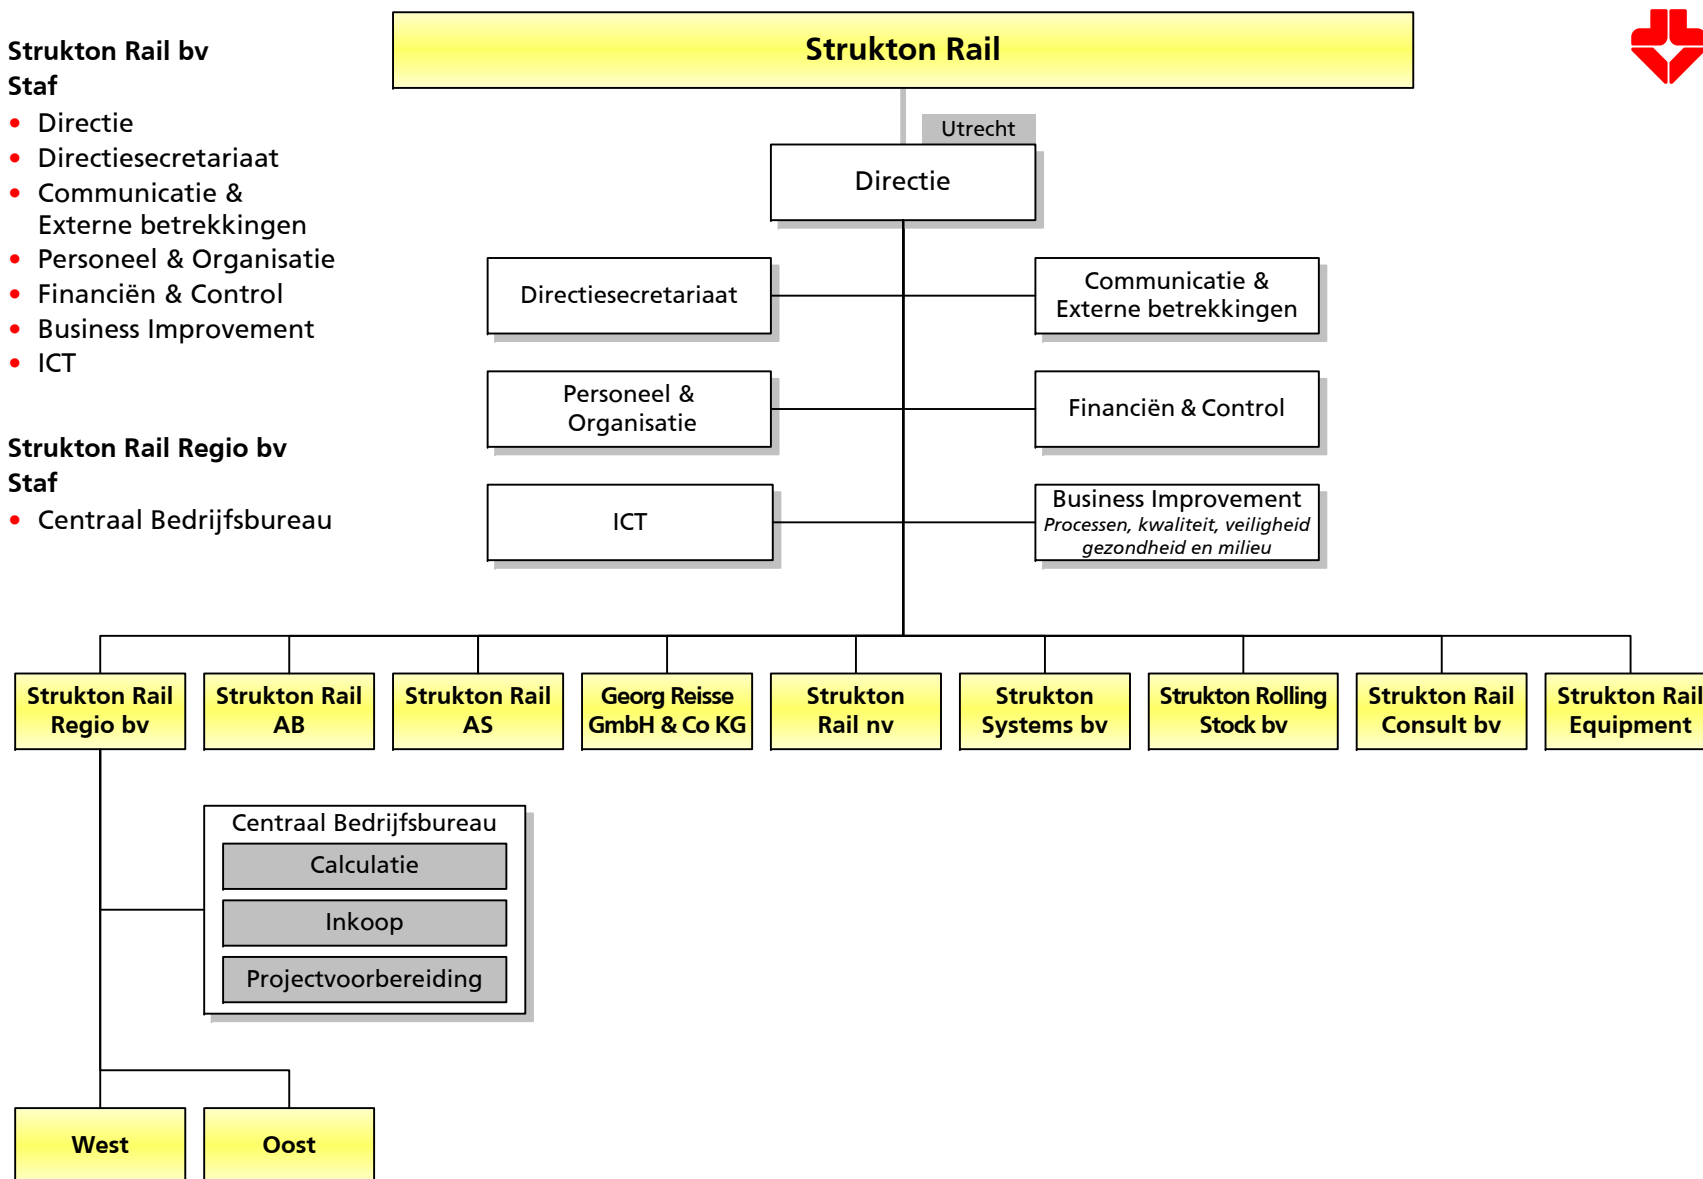 Strukton Rail bv
Staf
• Directie
• Directiesecretariaat
• Communicatie &
Externe betrekkingen
• Personeel & Organisatie
• Financiën & Control
• Business Improvement
• ICT
Strukton Rail Regio bv
Staf
• Centraal Bedrijfsbureau
Strukton Rail
Utrecht
Directie
Directiesecretariaat
Communicatie &
Externe betrekkingen
Personeel &
Organisatie
Financiën & Control
ICT
Business Improvement
Processen, kwaliteit, veiligheid
gezondheid en milieu
Strukton Rail
Regio bv
Strukton Rail
AB
Strukton Rail
AS
Georg Reisse
GmbH & Co KG
Strukton
Rail nv
Strukton
Systems bv
Strukton Rolling
Stock bv
Strukton Rail
Consult bv
Strukton Rail
Equipment
Centraal Bedrijfsbureau
Calculatie
Inkoop
Projectvoorbereiding
West
Oost